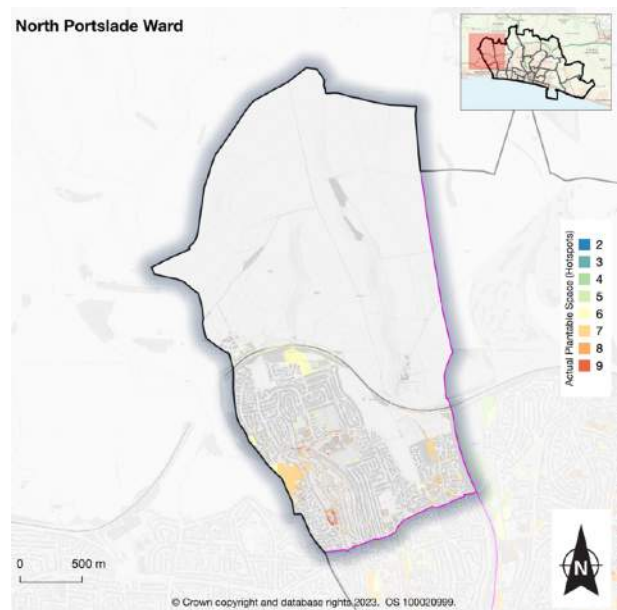 North Portslade Ward
Actual Plantable Space (Hotspots)
2
3
4
5
6
7
8
9
0 500 m
N
© Crown copyright and database rights 2023. OS 100020999.